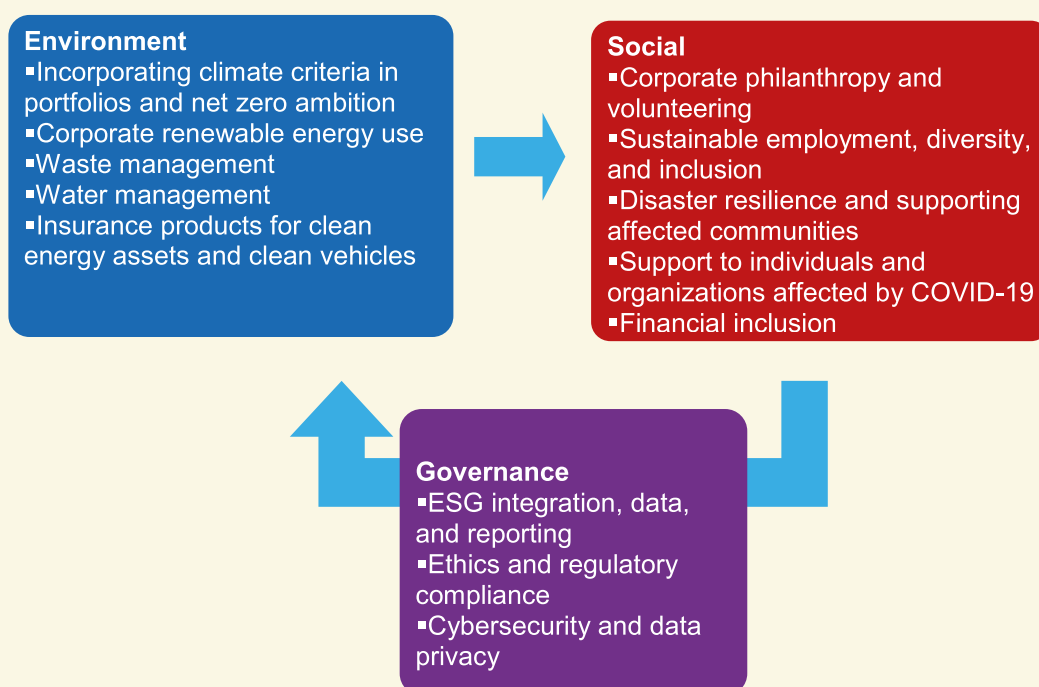 Environment
▪Incorporating climate criteria in
portfolios and net zero ambition
▪Corporate renewable energy use
▪Waste management
▪Water management
▪Insurance products for clean
energy assets and clean vehicles
Social
▪Corporate philanthropy and
volunteering
▪Sustainable employment, diversity,
and inclusion
▪Disaster resilience and supporting
affected communities
▪Support to individuals and
organizations affected by COVID-19
▪Financial inclusion
Governance
▪ESG integration, data,
and reporting
▪Ethics and regulatory
compliance
▪Cybersecurity and data
privacy